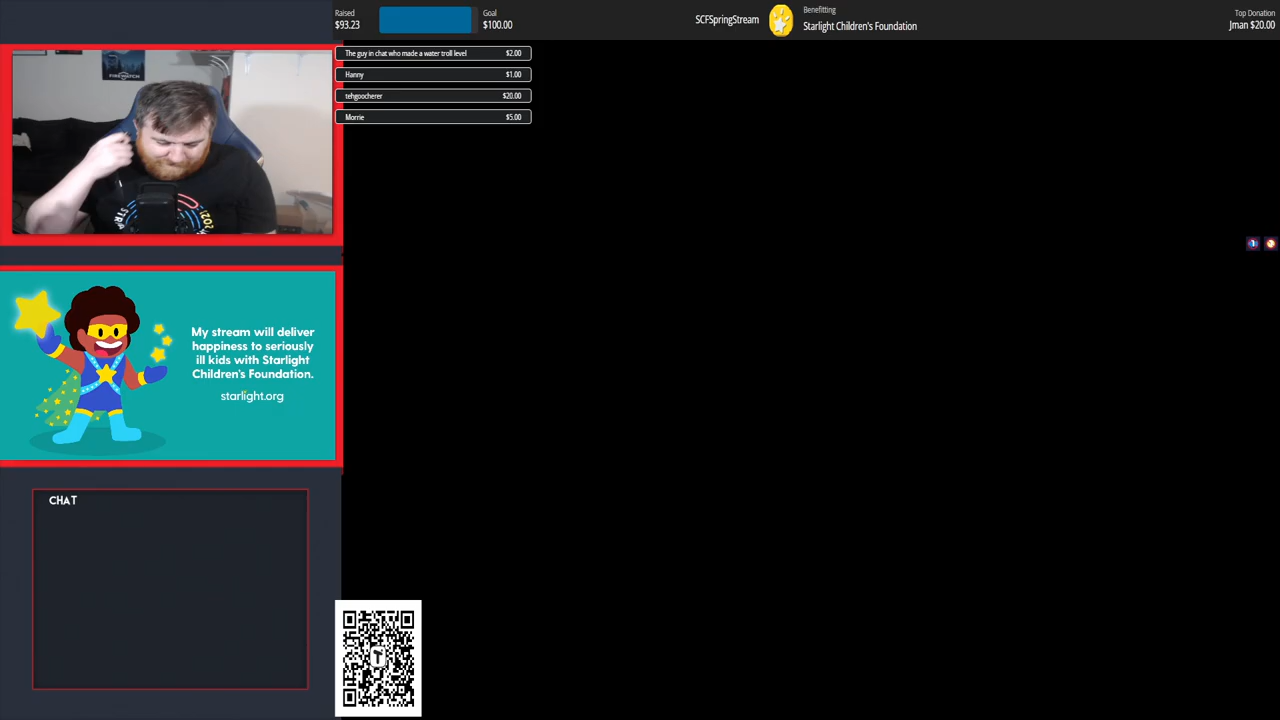 Raised
$93.23
Goal
$100.00
SCFSpringStream
Benefitting
Starlight Children's Foundation
Top Donation
Jman $20.00
The guy in chat who made a water troll level $2.00
Hanny $1.00
tehgoocherer $20.00
Morrie $5.00
FIREWATCH
My stream will deliver
happiness to seriously
ill kids with Starlight
Children's Foundation.
starlight.org
CHAT
T